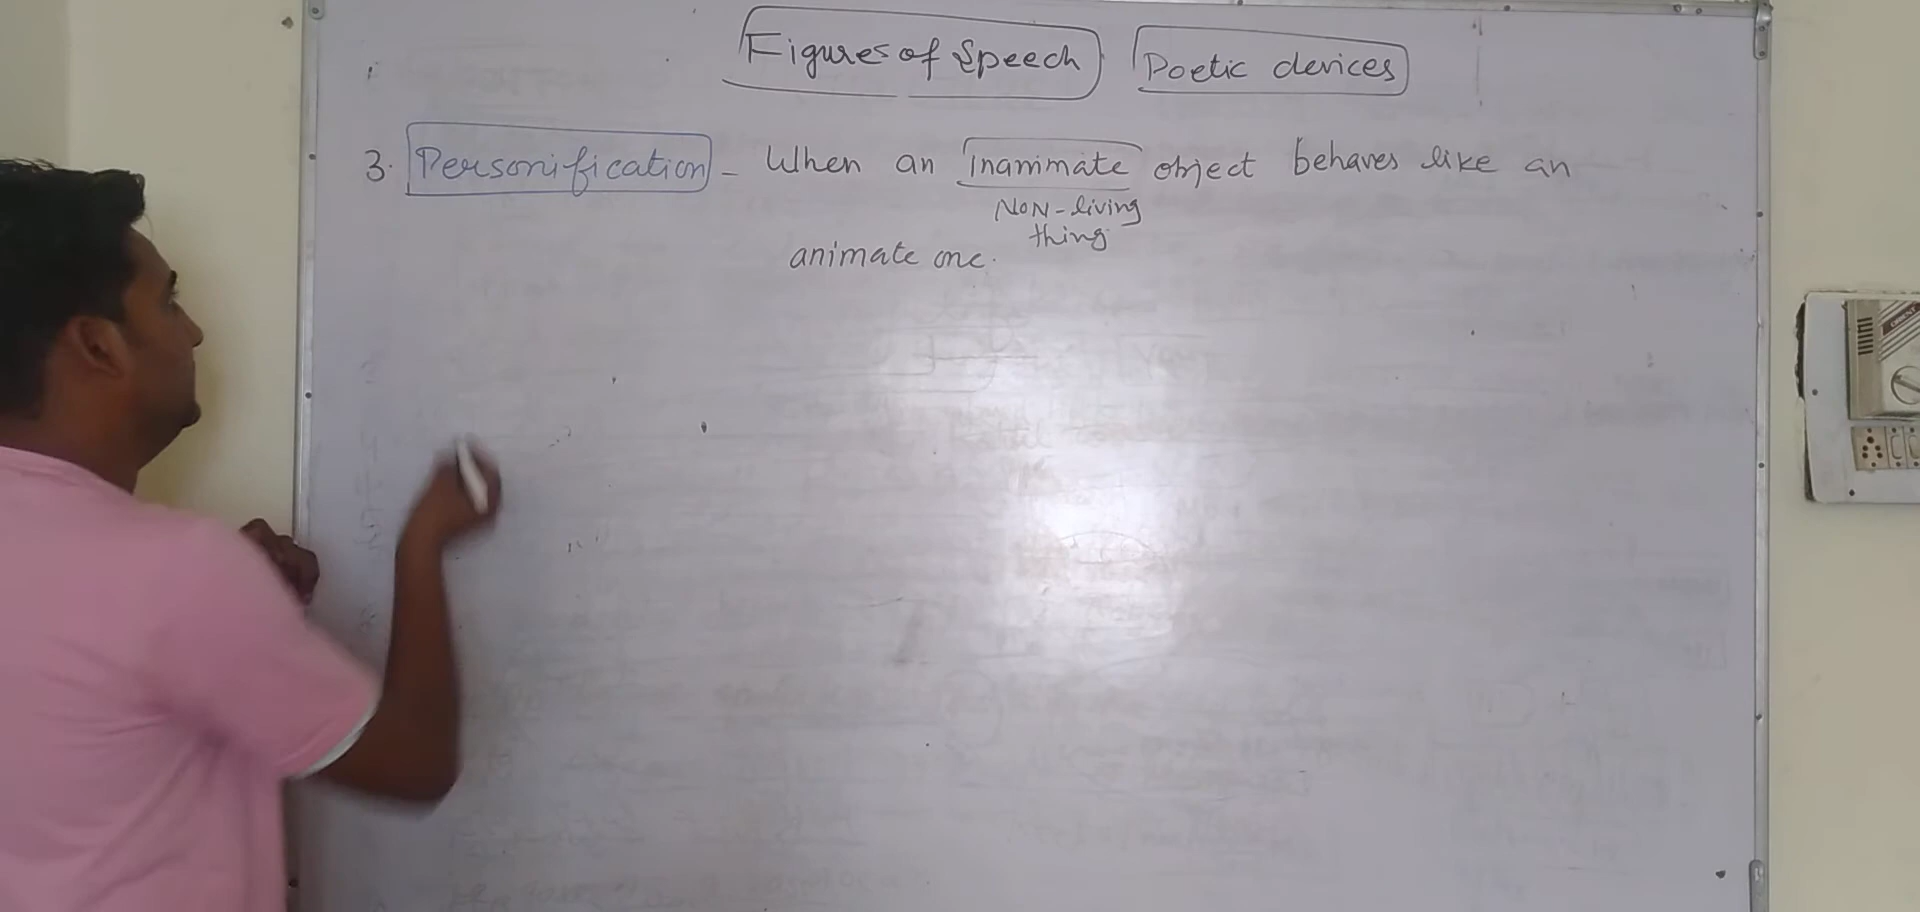 Figures of Speech Poetic devices
3. Personification - When an inanimate object behaves like an
NON-living
thing
animate one.
ORIENT